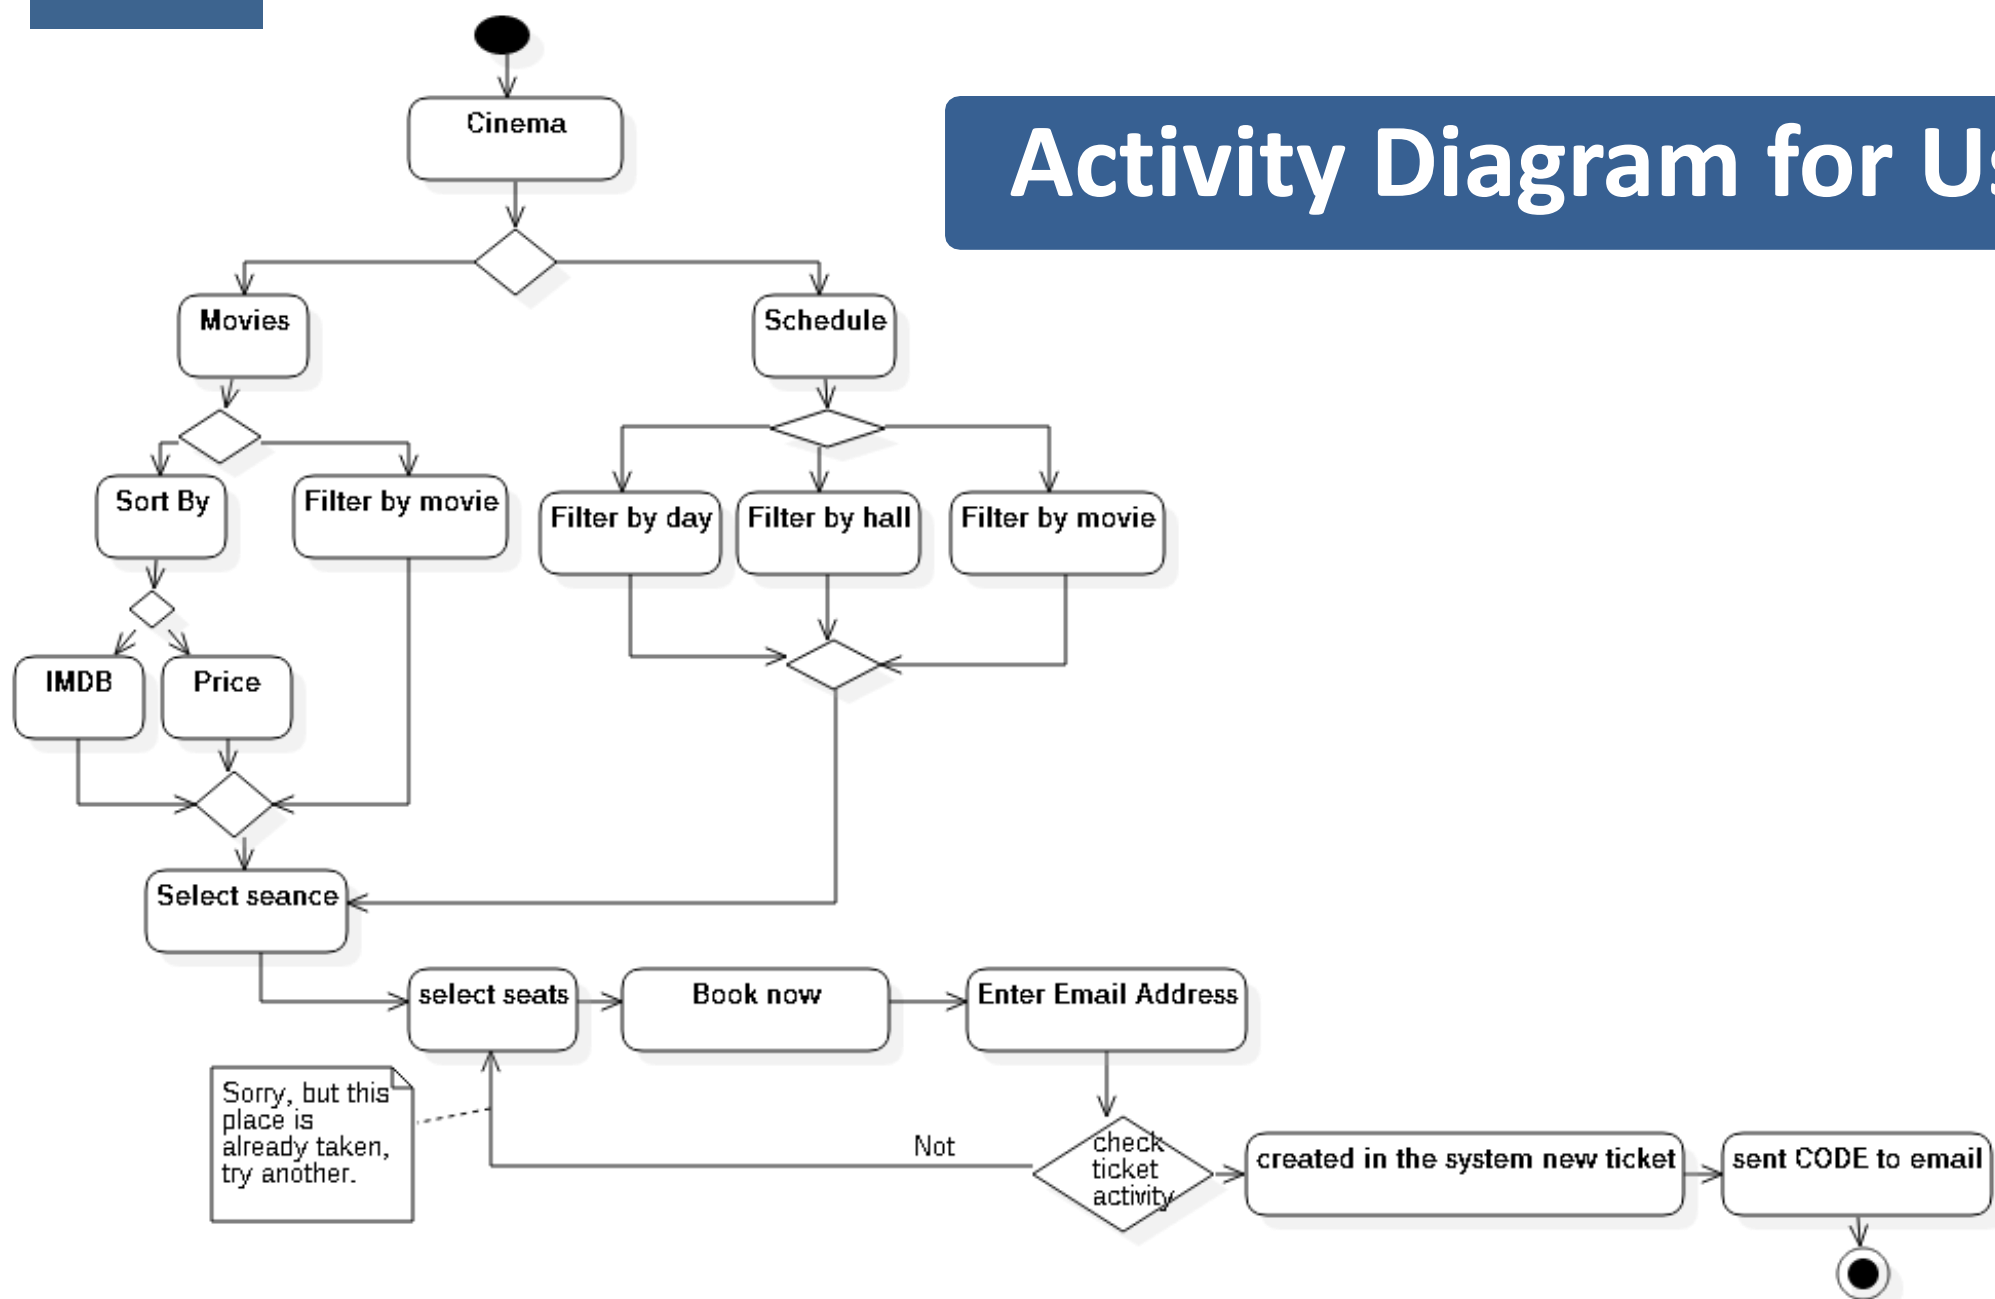 Activity Diagram for Us
Cinema
Movies
Schedule
Sort By
Filter by movie
Filter by day
Filter by hall
Filter by movie
IMDB
Price
Select seance
select seats
Book now
Enter Email Address
Sorry, but this
place is
already taken,
try another.
Not
check
ticket
activity
created in the system new ticket
sent CODE to email